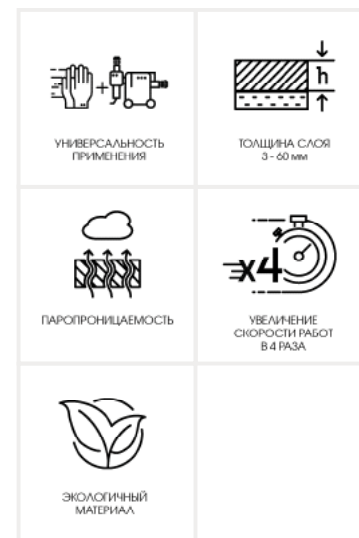 +
h
УНИВЕРСАЛЬНОСТЬ
ПРИМЕНЕНИЯ
ТОЛЩИНА СЛОЯ
3 - 60 мм
x4
ПАРОПРОНИЦАЕМОСТЬ
УВЕЛИЧЕНИЕ
СКОРОСТИ РАБОТ
В 4 РАЗА
ЭКОЛОГИЧНЫЙ
МАТЕРИАЛ